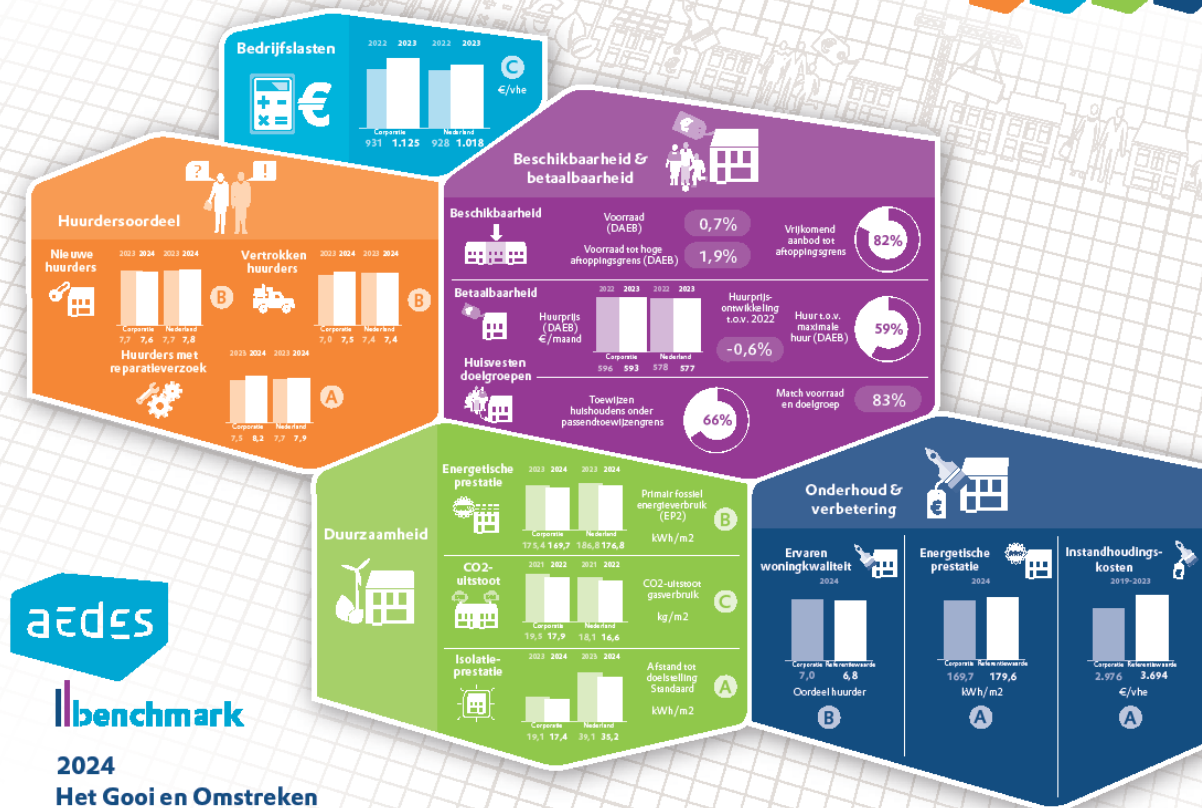 Bedrijfslasten
2022 2023 2022 2023
C
€/vhe
Corporatie Nederland
931 1.125 928 1.018
Huurdersoordeel
? !
Nieuwe
huurders
2023 2024 2023 2024
B
Corporatie Nederland
7,7 7,6 7,7 7,8
Vertrokken
huurders
2023 2024 2023 2024
B
Corporatie Nederland
7,0 7,5 7,4 7,4
Huurders met
reparatieverzoek
2023 2024 2023 2024
A
Corporatie Nederland
7,5 8,2 7,7 7,9
Beschikbaarheid &
betaalbaarheid
Beschikbaarheid
Voorraad
(DAEB)
0,7%
Voorraad tot hoge
aftoppingsgrens (DAEB)
1,9%
Vrijkomend
aanbod tot
aftoppingsgrens
82%
Betaalbaarheid
Huurprijs
(DAEB)
€/maand
2022 2023 2022 2023
Corporatie Nederland
596 593 578 577
Huurprijs-
ontwikkeling
t.o.v. 2022
-0,6%
Huur t.o.v.
maximale
huur (DAEB)
59%
Huisvesten
doelgroepen
Toewijzen
huishoudens onder
passendtoewijzengrens
66%
Match voorraad
en doelgroep
83%
Duurzaamheid
Energetische
prestatie
2023 2024 2023 2024
Corporatie Nederland
175,4 169,7 186,8 176,8
Primair fossiel
energieverbruik
(EP2)
kWh/m2
B
CO2-
uitstoot
2021 2022 2021 2022
Corporatie Nederland
19,5 17,9 18,1 16,6
CO2-uitstoot
gasverbruik
kg/m2
C
Isolatie-
prestatie
2023 2024 2023 2024
Corporatie Nederland
19,1 17,4 39,1 35,2
Afstand tot
doelstelling
Standaard
kWh/m2
A
Onderhoud &
verbetering
Ervaren
woningkwaliteit
2024
Corporatie Referentiewaarde
7,0 6,8
Oordeel huurder
B
Energetische
prestatie
2024
Corporatie Referentiewaarde
169,7 179,6
kWh/m2
A
Instandhoudings-
kosten
2019-2023
Corporatie Referentiewaarde
2.976 3.694
€/vhe
A
aedes
benchmark
2024
Het Gooi en Omstreken